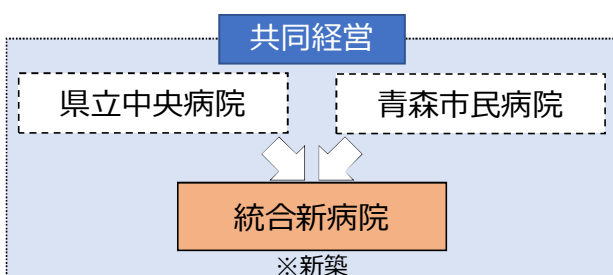 共同経営
県立中央病院
青森市民病院
統合新病院
※新築